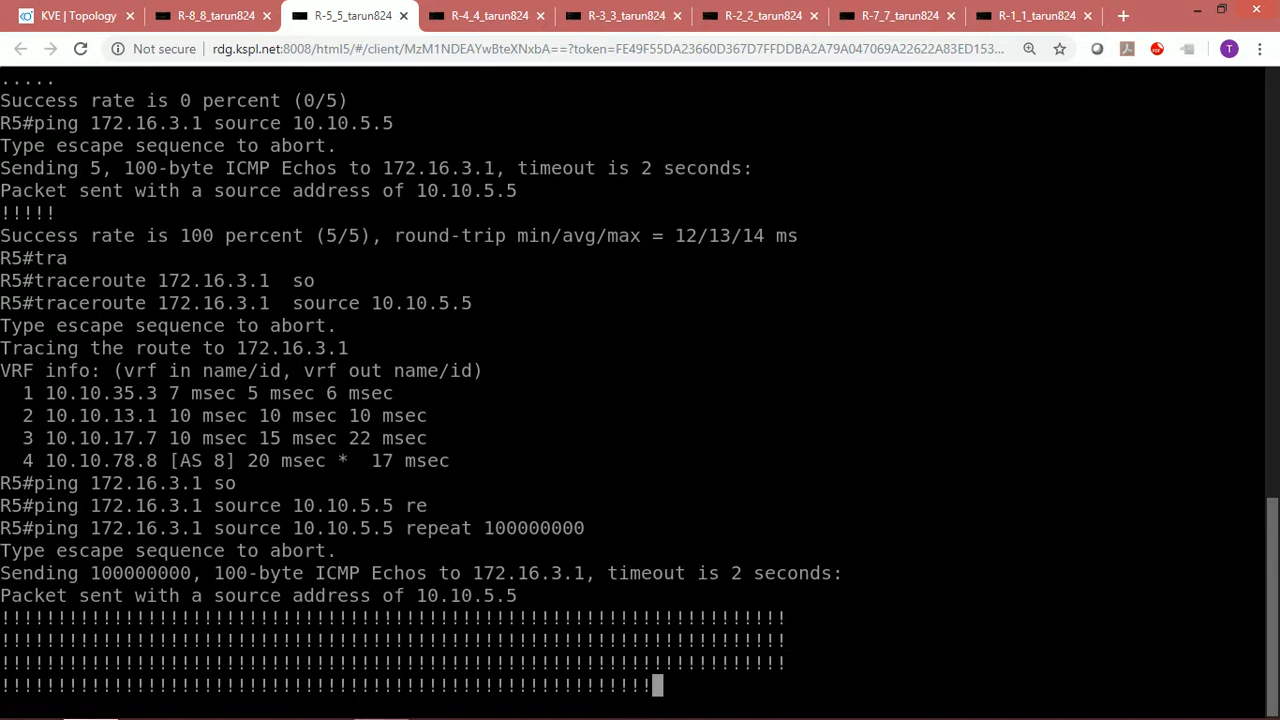 KVE | Topology
R-8_8_tarun824
R-5_5_tarun824
R-4_4_tarun824
R-3_3_tarun824
R-2_2_tarun824
R-7_7_tarun824
R-1_1_tarun824
Not secure rdg.kspl.net:8008/html5/#/client/MzM1NDEAYwBteXNxbA==?token=FE49F55DA23660D367D7FFDDBA2A79A047069A22622A83ED153...
T
.....
Success rate is 0 percent (0/5)
R5#ping 172.16.3.1 source 10.10.5.5
Type escape sequence to abort.
Sending 5, 100-byte ICMP Echos to 172.16.3.1, timeout is 2 seconds:
Packet sent with a source address of 10.10.5.5
!!!!!
Success rate is 100 percent (5/5), round-trip min/avg/max = 12/13/14 ms
R5#tra
R5#traceroute 172.16.3.1  so
R5#traceroute 172.16.3.1  source 10.10.5.5
Type escape sequence to abort.
Tracing the route to 172.16.3.1
VRF info: (vrf in name/id, vrf out name/id)
  1 10.10.35.3 7 msec 5 msec 6 msec
  2 10.10.13.1 10 msec 10 msec 10 msec
  3 10.10.17.7 10 msec 15 msec 22 msec
  4 10.10.78.8 [AS 8] 20 msec *  17 msec
R5#ping 172.16.3.1 so
R5#ping 172.16.3.1 source 10.10.5.5 re
R5#ping 172.16.3.1 source 10.10.5.5 repeat 100000000
Type escape sequence to abort.
Sending 100000000, 100-byte ICMP Echos to 172.16.3.1, timeout is 2 seconds:
Packet sent with a source address of 10.10.5.5
!!!!!!!!!!!!!!!!!!!!!!!!!!!!!!!!!!!!!!!!!!!!!!!!!!!!!!!!!!!!!!!!!!!!!!
!!!!!!!!!!!!!!!!!!!!!!!!!!!!!!!!!!!!!!!!!!!!!!!!!!!!!!!!!!!!!!!!!!!!!!
!!!!!!!!!!!!!!!!!!!!!!!!!!!!!!!!!!!!!!!!!!!!!!!!!!!!!!!!!!!!!!!!!!!!!!
!!!!!!!!!!!!!!!!!!!!!!!!!!!!!!!!!!!!!!!!!!!!!!!!!!!!!!!!!!